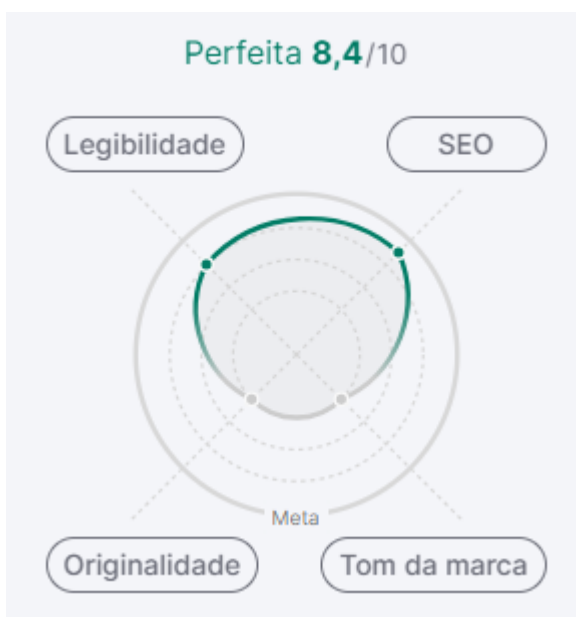 Perfeita 8,4/10
Legibilidade
SEO
Meta
Originalidade
Tom da marca